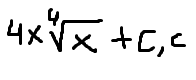 4x∜x + C, c